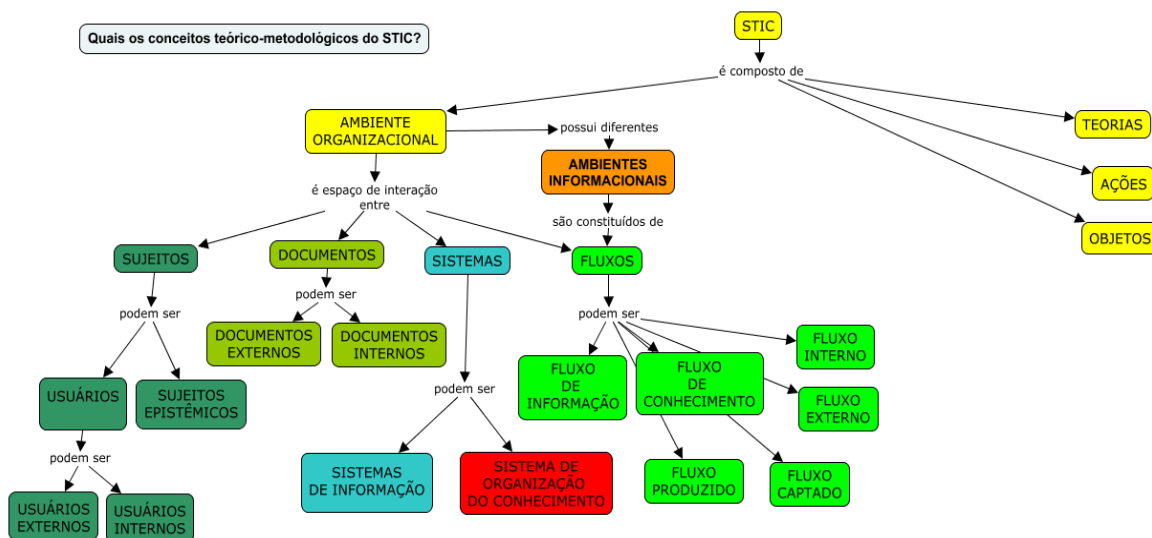 STIC
Quais os conceitos teórico-metodológicos do STIC?
é composto de
AMBIENTE
ORGANIZACIONAL
possui diferentes
TEORIAS
AMBIENTES
INFORMACIONAIS
AÇÕES
é espaço de interação
entre
são constituídos de
OBJETOS
SUJEITOS
DOCUMENTOS
SISTEMAS
FLUXOS
podem ser
podem ser
podem ser
DOCUMENTOS
EXTERNOS
DOCUMENTOS
INTERNOS
FLUXO
INTERNO
FLUXO
DE
INFORMAÇÃO
FLUXO
DE
CONHECIMENTO
USUÁRIOS
SUJEITOS
EPISTÊMICOS
podem ser
FLUXO
EXTERNO
podem ser
SISTEMAS
DE INFORMAÇÃO
SISTEMA DE
ORGANIZAÇÃO
DO CONHECIMENTO
FLUXO
PRODUZIDO
FLUXO
CAPTADO
USUÁRIOS
EXTERNOS
USUÁRIOS
INTERNOS